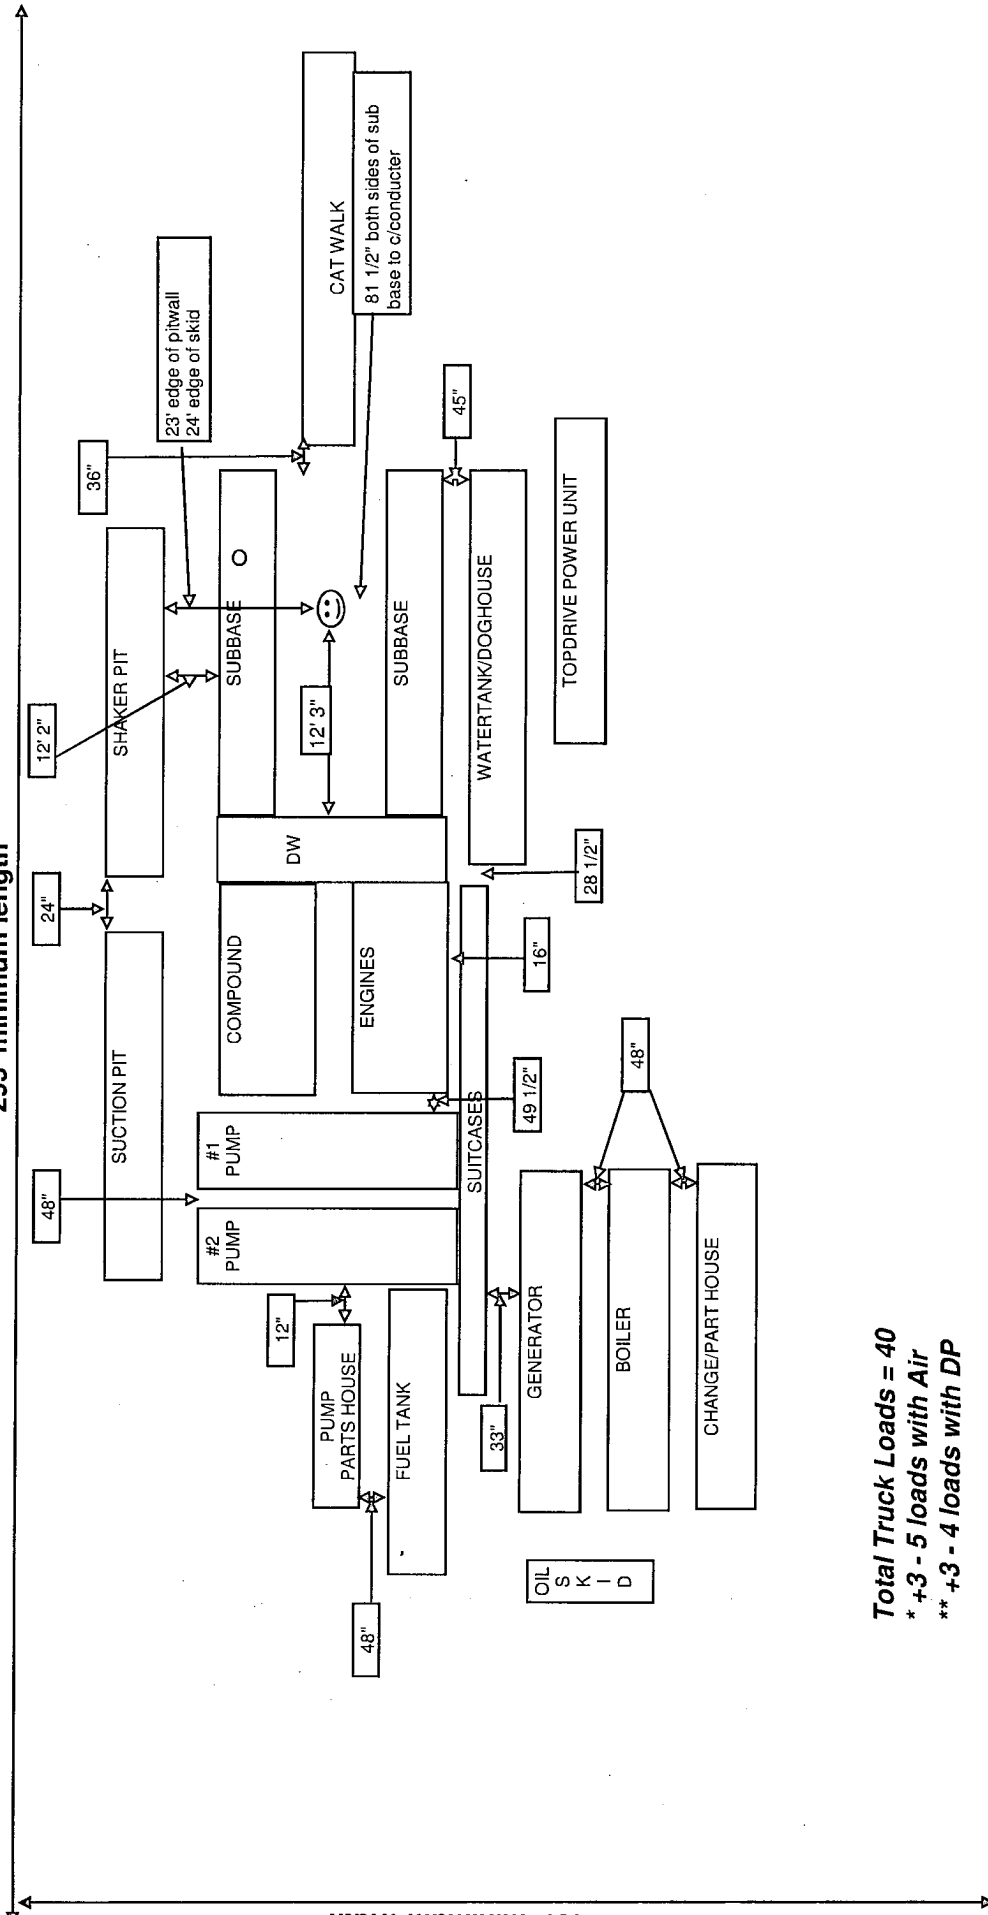 minimum length
48"
24"
12' 2"
36"
SUCTION PIT
SHAKER PIT
23' edge of pitwall
24' edge of skid
#2
PUMP
#1
PUMP
COMPOUND
DW
SUBBASE
12"
12' 3"
CAT WALK
PUMP
PARTS HOUSE
48"
ENGINES
81 1/2" both sides of sub
base to c/conducter
FUEL TANK
SUBBASE
45"
SUITCASES
WATERTANK/DOGHOUSE
33"
49 1/2"
16"
28 1/2"
GENERATOR
TOPDRIVE POWER UNIT
OIL
S
K
I
D
BOILER
48"
CHANGE/PART HOUSE
Total Truck Loads = 40
* +3 - 5 loads with Air
** +3 - 4 loads with DP